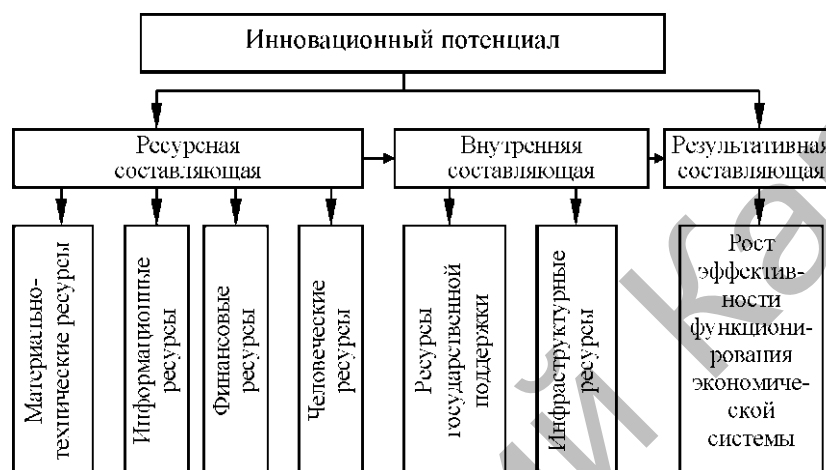 Инновационный потенциал
Ресурсная
составляющая
Внутренняя
составляющая
Результативная
составляющая
Материально-
технические ресурсы
Информационные
ресурсы
Финансовые
ресурсы
Человеческие
ресурсы
Ресурсы
государственной
поддержки
Инфраструктурные
ресурсы
Рост
эффектив-
ности
функциони-
рования
экономиче-
ской
системы